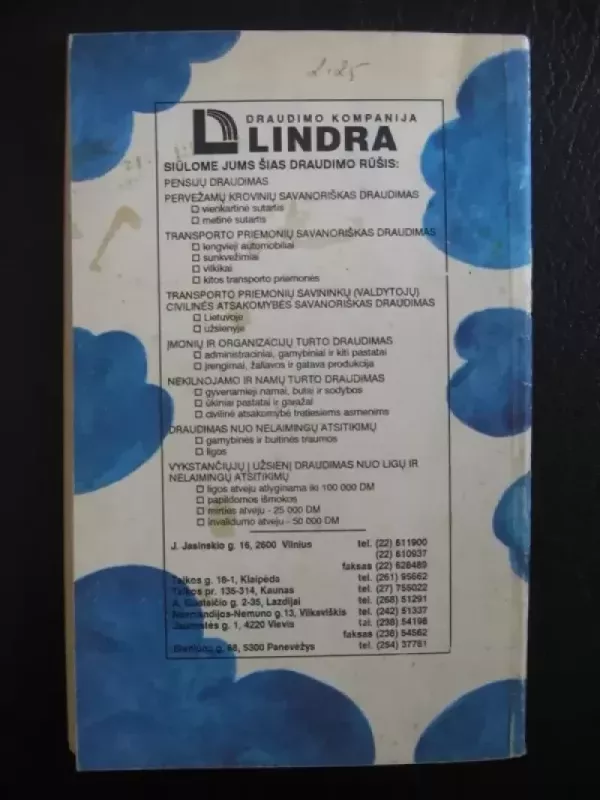 2.25
DRAUDIMO KOMPANIJA
LINDRA
SIŪLOME JUMS ŠIAS DRAUDIMO RŪŠIS:
PENSIJŲ DRAUDIMAS
PERVEŽAMŲ KROVINIŲ SAVANORIŠKAS DRAUDIMAS
☐ vienkartinė sutartis
☐ metinė sutartis
TRANSPORTO PRIEMONIŲ SAVANORIŠKAS DRAUDIMAS
☐ lengvieji automobiliai
☐ sunkvežimiai
☐ vilkikai
☐ kitos transporto priemonės
TRANSPORTO PRIEMONIŲ SAVININKŲ (VALDYTOJŲ)
CIVILINĖS ATSAKOMYBĖS SAVANORIŠKAS DRAUDIMAS
☐ Lietuvoje
☐ užsienyje
ĮMONIŲ IR ORGANIZACIJŲ TURTO DRAUDIMAS
☐ administraciniai, gamybiniai ir kiti pastatai
☐ įrengimai, žaliavos ir gatava produkcija
NEKILNOJAMO IR NAMŲ TURTO DRAUDIMAS
☐ gyvenamieji namai, butai ir sodybos
☐ ūkiniai pastatai ir garažai
☐ civilinė atsakomybė tretiesiems asmenims
DRAUDIMAS NUO NELAIMINGŲ ATSITIKIMŲ
☐ gamybinės ir buitinės traumos
☐ ligos
VYKSTANČIŲJŲ Į UŽSIENĮ DRAUDIMAS NUO LIGŲ IR
NELAIMINGŲ ATSITIKIMŲ
☐ ligos atveju atlyginama iki 100 000 DM
☐ papildomos išmokos
☐ mirties atveju - 25 000 DM
☐ invalidumo atveju - 50 000 DM
J. Jasinskio g. 16, 2600 Vilnius tel. (22) 611900
(22) 610937
faksas (22) 628489
Taikos g. 18-1, Klaipėda tel. (261) 95662
Taikos pr. 135-314, Kaunas tel. (27) 756022
A. g. 2-35, Lazdijai tel. (268) 51291
Normandijos-Nemuno g. 13, Vilkaviškis tel. (242) 51337
g. 1, 4220 Vievis tel. (238) 54198
faksas (238) 54562
g. 68, 5300 Panevėžys tel. (254) 37761